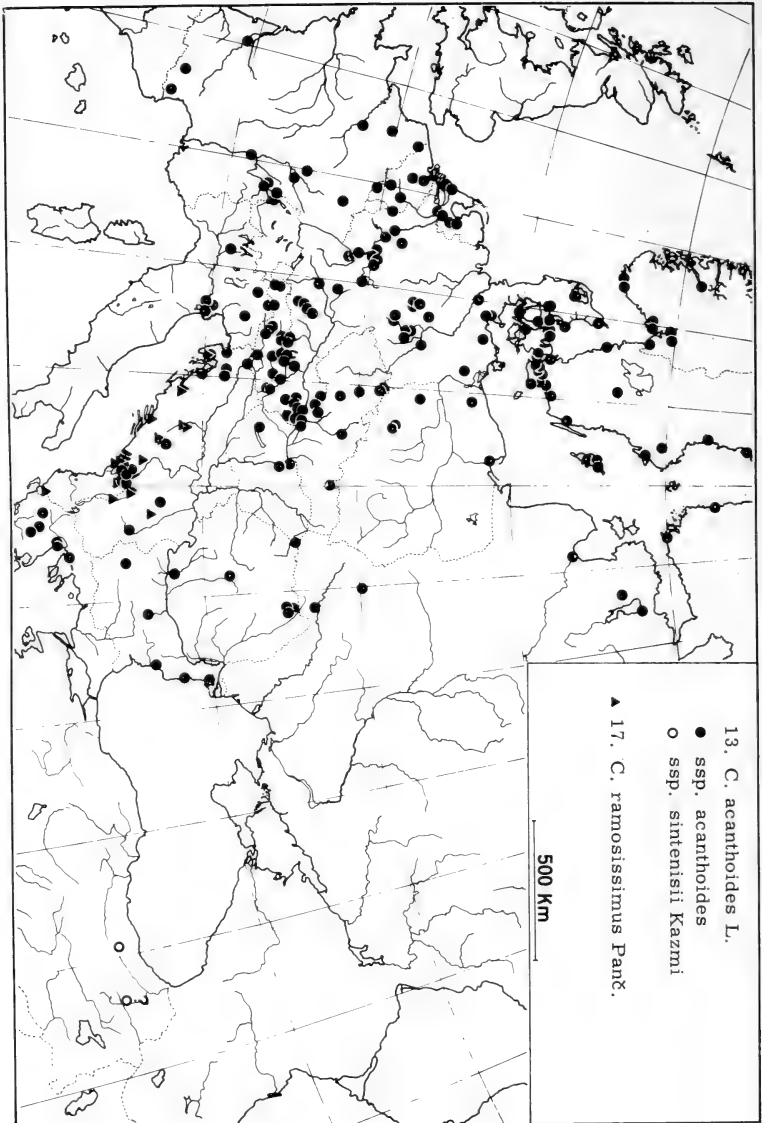 13. C. acanthoides L.
● ssp. acanthoides
○ ssp. sintenisii Kazmi
▲ 17. C. ramosissimus Panč.
500 Km